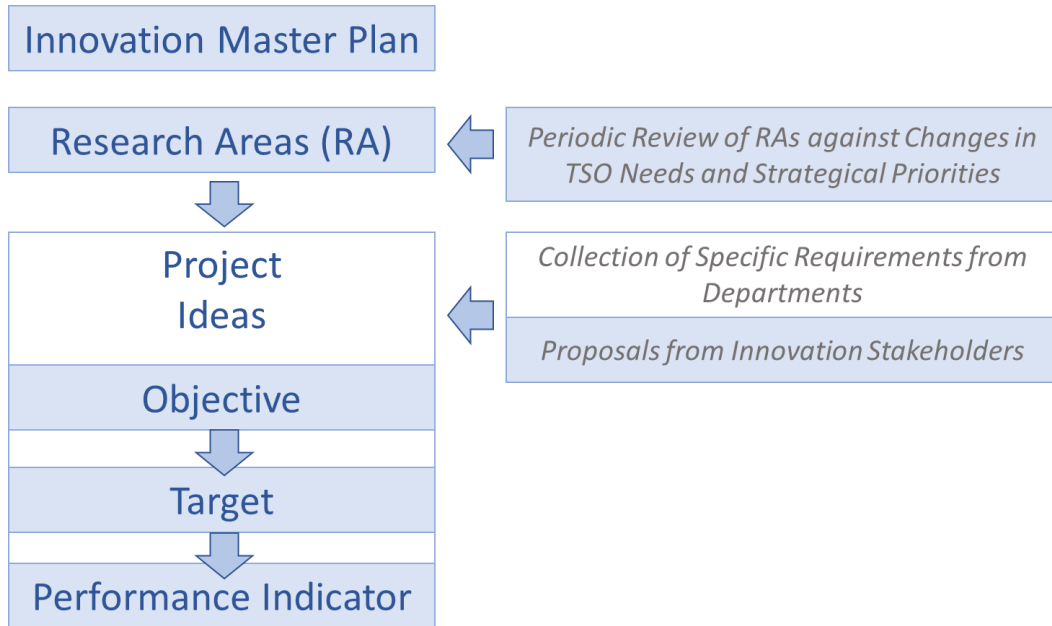 Innovation Master Plan
Research Areas (RA)
Periodic Review of RAs against Changes in
TSO Needs and Strategical Priorities
Project
Ideas
Collection of Specific Requirements from
Departments
Proposals from Innovation Stakeholders
Objective
Target
Performance Indicator